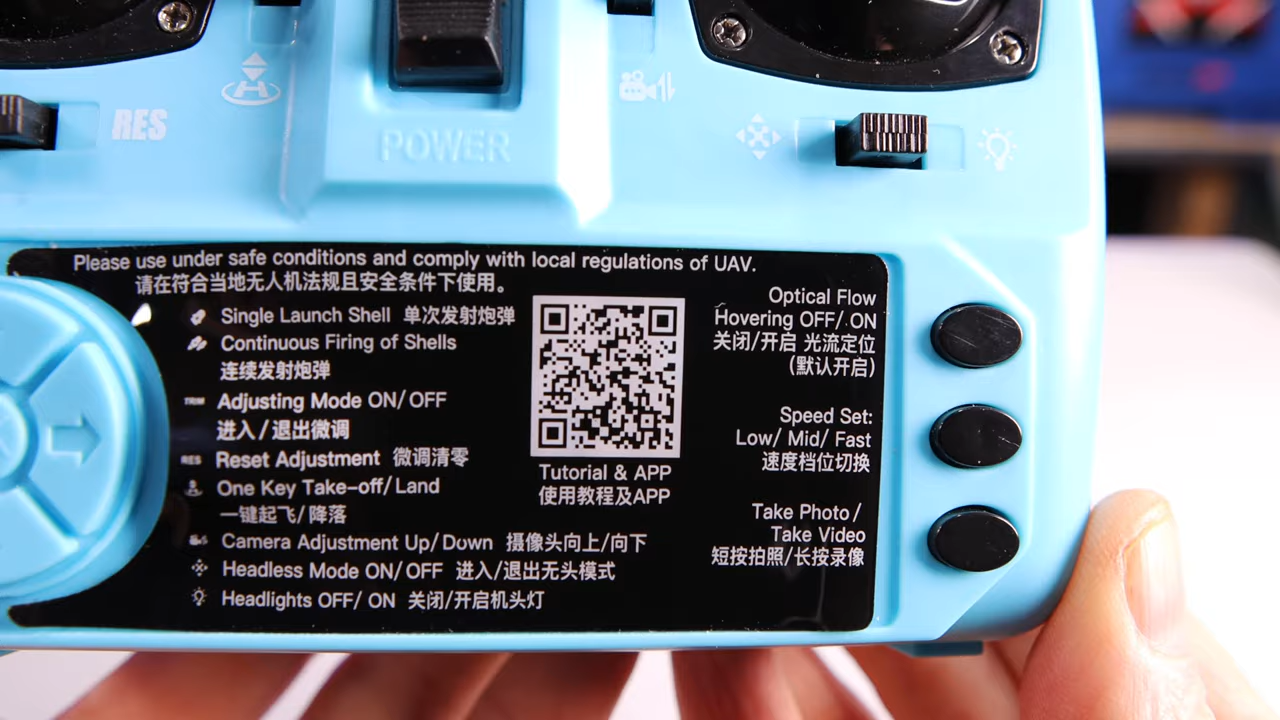 RES
POWER
Please use under safe conditions and comply with local regulations of UAV.
请在符合当地无人机法规且安全条件下使用。
Single Launch Shell 单次发射炮弹
Continuous Firing of Shells
连续发射炮弹
TRIM Adjusting Mode ON/OFF
进入/退出微调
RES Reset Adjustment 微调清零
One Key Take-off/Land
一键起飞/降落
Camera Adjustment Up/Down 摄像头向上/向下
Headless Mode ON/OFF 进入/退出无头模式
Headlights OFF/ ON 关闭/开启机头灯
Tutorial & APP
使用教程及APP
Optical Flow
Hovering OFF/ ON
关闭/开启 光流定位
(默认开启)
Speed Set:
Low/ Mid/ Fast
速度档位切换
Take Photo/
Take Video
短按拍照/长按录像